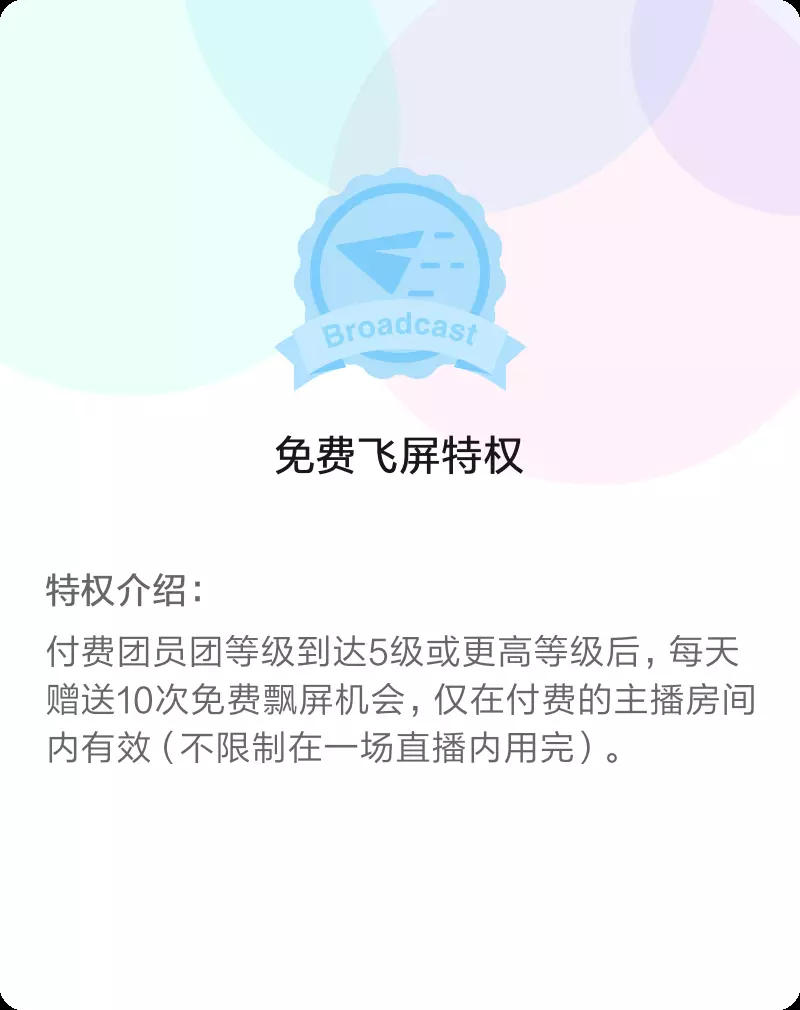 Broadcast
免费飞屏特权
特权介绍：
付费团员团等级到达5级或更高等级后，每天
赠送10次免费飘屏机会，仅在付费的主播房间
内有效（不限制在一场直播内用完）。